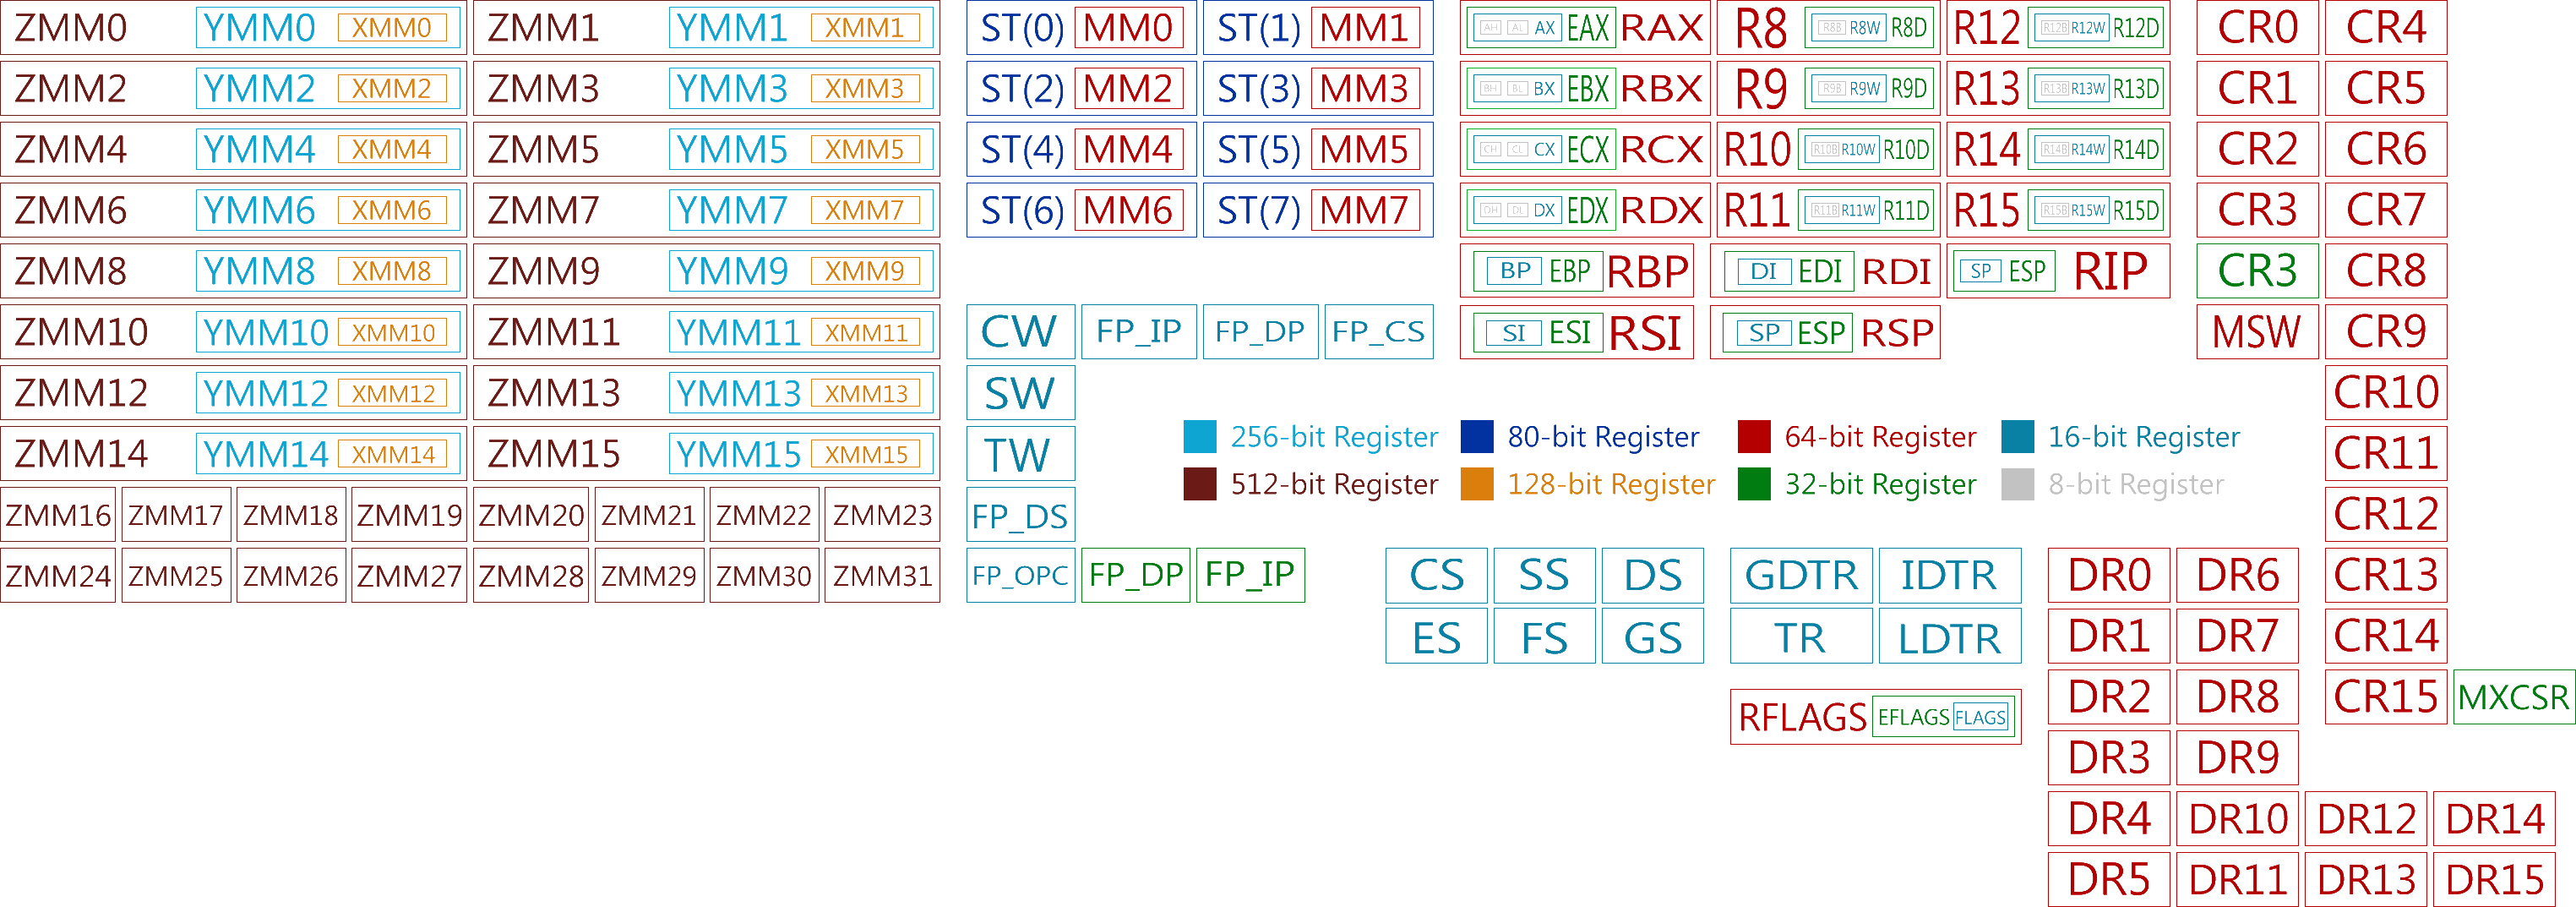 ZMM0 YMM0 XMM0 ZMM1 YMM1 XMM1 ST(0) MM0 ST(1) MM1 AH AL AX EAX RAX R8 R8B R8W R8D R12 R12B R12W R12D CR0 CR4
ZMM2 YMM2 XMM2 ZMM3 YMM3 XMM3 ST(2) MM2 ST(3) MM3 BH BL BX EBX RBX R9 R9B R9W R9D R13 R13B R13W R13D CR1 CR5
ZMM4 YMM4 XMM4 ZMM5 YMM5 XMM5 ST(4) MM4 ST(5) MM5 CH CL CX ECX RCX R10 R10B R10W R10D R14 R14B R14W R14D CR2 CR6
ZMM6 YMM6 XMM6 ZMM7 YMM7 XMM7 ST(6) MM6 ST(7) MM7 DH DL DX EDX RDX R11 R11B R11W R11D R15 R15B R15W R15D CR3 CR7
ZMM8 YMM8 XMM8 ZMM9 YMM9 XMM9 BP EBP RBP DI EDI RDI SP ESP RIP CR3 CR8
ZMM10 YMM10 XMM10 ZMM11 YMM11 XMM11 CW FP_IP FP_DP FP_CS SI ESI RSI SP ESP RSP MSW CR9
ZMM12 YMM12 XMM12 ZMM13 YMM13 XMM13 SW CR10
256-bit Register 80-bit Register 64-bit Register 16-bit Register
ZMM14 YMM14 XMM14 ZMM15 YMM15 XMM15 TW CR11
512-bit Register 128-bit Register 32-bit Register 8-bit Register
ZMM16 ZMM17 ZMM18 ZMM19 ZMM20 ZMM21 ZMM22 ZMM23 FP_DS CR12
ZMM24 ZMM25 ZMM26 ZMM27 ZMM28 ZMM29 ZMM30 ZMM31 FP_OPC FP_DP FP_IP CS SS DS GDTR IDTR DR0 DR6 CR13
ES FS GS TR LDTR DR1 DR7 CR14
RFLAGS EFLAGS FLAGS DR2 DR8 CR15 MXCSR
DR3 DR9
DR4 DR10 DR12 DR14
DR5 DR11 DR13 DR15